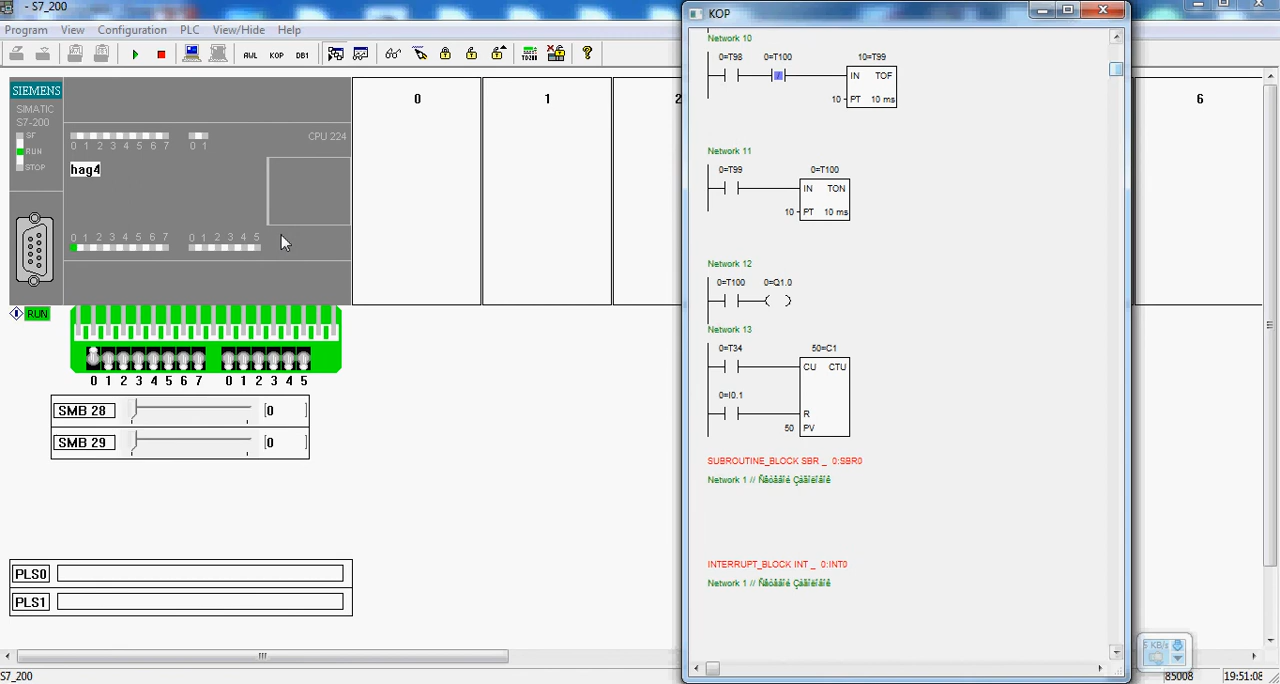 - S7_200
Program View Configuration PLC View/Hide Help
AWL KOP DB1
SIEMENS
SIMATIC
S7-200
SF
RUN
STOP
0 1 2 3 4 5 6 7 0 1
CPU 224
hag4
0 1 2 3 4 5 6 7 0 1 2 3 4 5
RUN
0 1 2 3 4 5 6 7 0 1 2 3 4 5
SMB 28 [0 ]
SMB 29 [0 ]
PLS0
PLS1
S7_200
0 1 2 6
KOP
Network 10
0=T98 0=T100 10=T99
IN TOF
10 PT 10 ms
Network 11
0=T99 0=T100
IN TON
10 PT 10 ms
Network 12
0=T100 0=Q1.0
( )
Network 13
0=T34 50=C1
CU CTU
0=I0.1
R
50 PV
SUBROUTINE_BLOCK SBR _ 0:SBR0
Network 1 // Ñåòåâîé Çàãîëîâîê
INTERRUPT_BLOCK INT _ 0:INT0
Network 1 // Ñåòåâîé Çàãîëîâîê
5 KB/s
85008 19:51:08